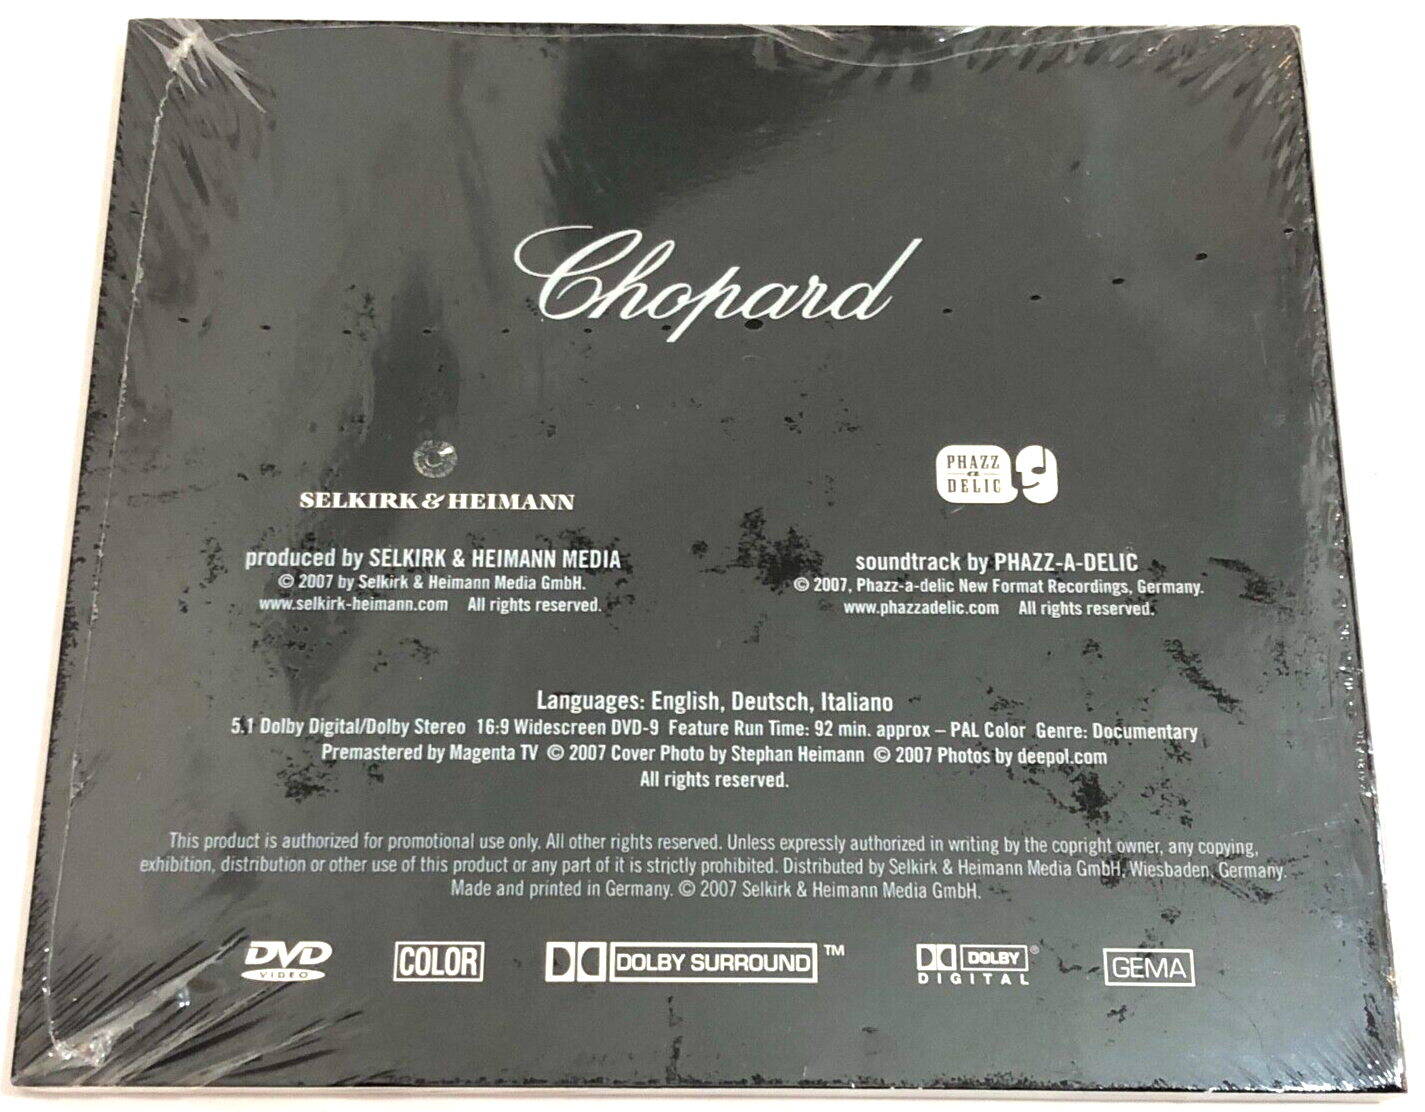 Chopard
PHAZZ
a
DELIC
SELKIRK & HEIMANN
produced by SELKIRK & HEIMANN MEDIA
© 2007 by Selkirk & Heimann Media GmbH.
www.selkirk-heimann.com All rights reserved.
soundtrack by PHAZZ-A-DELIC
© 2007, Phazz-a-delic New Format Recordings, Germany.
www.phazzadelic.com All rights reserved.
Languages: English, Deutsch, Italiano
5.1 Dolby Digital/Dolby Stereo 16:9 Widescreen DVD-9 Feature Run Time: 92 min. approx – PAL Color Genre: Documentary
Premastered by Magenta TV © 2007 Cover Photo by Stephan Heimann © 2007 Photos by deepol.com
All rights reserved.
This product is authorized for promotional use only. All other rights reserved. Unless expressly authorized in writing by the copright owner, any copying,
exhibition, distribution or other use of this product or any part of it is strictly prohibited. Distributed by Selkirk & Heimann Media GmbH, Wiesbaden, Germany.
Made and printed in Germany. © 2007 Selkirk & Heimann Media GmbH.
DVD
VIDEO
COLOR
DOLBY SURROUND ™
DOLBY ®
DIGITAL
GEMA